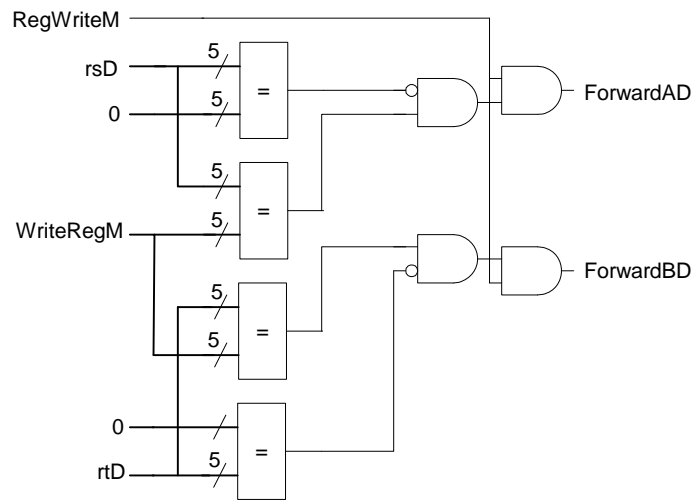 RegWriteM
rsD
5
=
0
5
ForwardAD
5
=
WriteRegM
5
ForwardBD
5
=
5
0
=
rtD
5